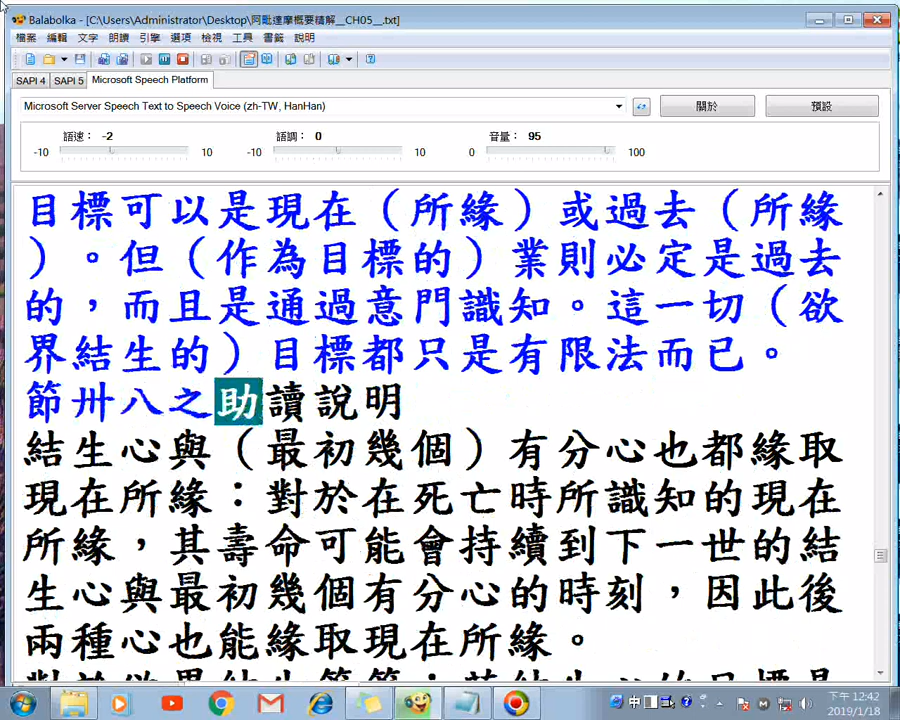 Balabolka - [C:\Users\Administrator\Desktop\阿毗達摩概要精解__CH05__.txt]
檔案 編輯 文字 朗讀 引擎 選項 檢視 工具 書籤 說明
SAPI 4 SAPI 5 Microsoft Speech Platform
Microsoft Server Speech Text to Speech Voice (zh-TW, HanHan) 關於 預設
語速： -2 語調： 0 音量： 95
-10 10 -10 10 0 100
目標可以是現在（所緣）或過去（所緣
）。但（作為目標的）業則必定是過去
的，而且是通過意門識知。這一切（欲
界結生的）目標都只是有限法而已。
節卅八之助讀說明
結生心與（最初幾個）有分心也都緣取
現在所緣：對於在死亡時所識知的現在
所緣，其壽命可能會持續到下一世的結
生心與最初幾個有分心的時刻，因此後
兩種心也能緣取現在所緣。
中 下午 12:42
2019/1/18